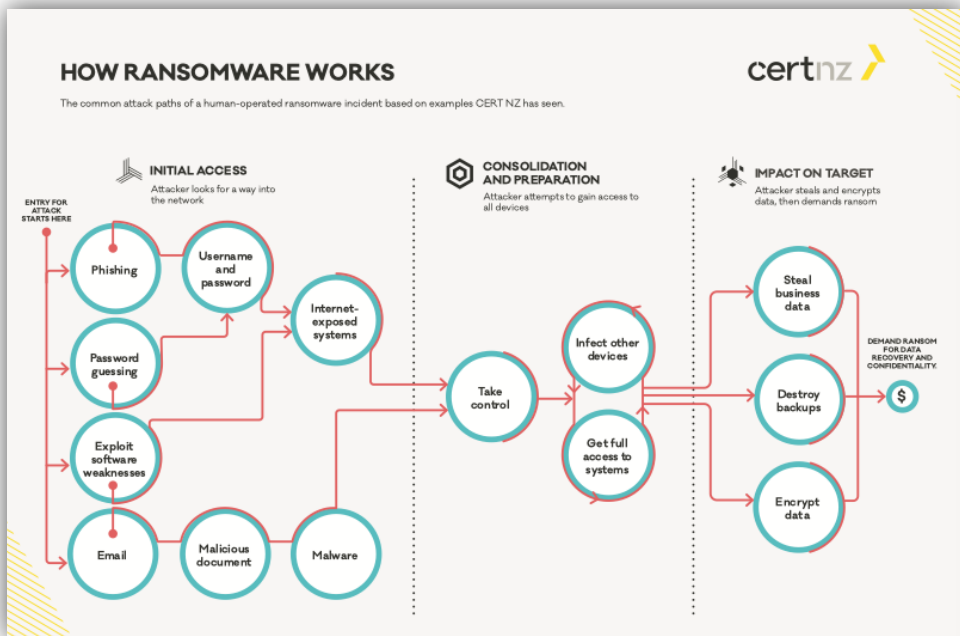 HOW RANSOMWARE WORKS
certnz
The common attack paths of a human-operated ransomware incident based on examples CERT NZ has seen.
INITIAL ACCESS
Attacker looks for a way into
the network
CONSOLIDATION
AND PREPARATION
Attacker attempts to gain access to
all devices
IMPACT ON TARGET
Attacker steals and encrypts
data, then demands ransom
ENTRY FOR
ATTACK
STARTS HERE
Phishing
Username
and
password
Internet-
exposed
systems
Password
guessing
Exploit
software
weaknesses
Email
Malicious
document
Malware
Take
control
Infect other
devices
Get full
access to
systems
Steal
business
data
Destroy
backups
Encrypt
data
DEMAND RANSOM
FOR DATA
RECOVERY AND
CONFIDENTIALITY.
$